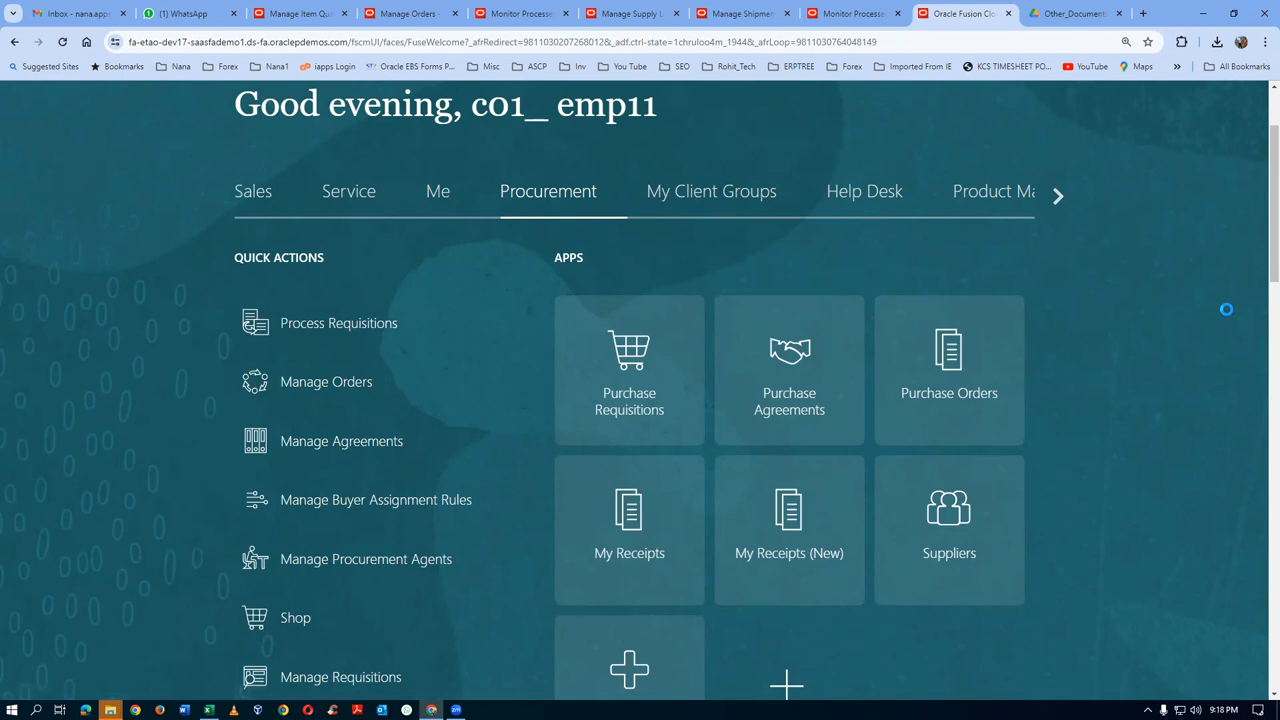 Inbox - nana.apps
(1) WhatsApp
Manage Item Qua
Manage Orders -
Monitor Processe
Manage Supply L
Manage Shipmen
Monitor Processe
Oracle Fusion Clo
Other_Documents
fa-etao-dev17-saasfademo1.ds-fa.oraclepdemos.com/fscmUI/faces/FuseWelcome?_afrRedirect=9811030207268012&_adf.ctrl-state=1chruloo4m_1944&_afrLoop=9811030764048149
Suggested Sites
Bookmarks
Nana
Forex
Nana1
iapps Login
Oracle EBS Forms P...
Misc
ASCP
Inv
You Tube
SEO
Rohit_Tech
ERPTREE
Forex
Imported From IE
KCS TIMESHEET PO...
YouTube
Maps
All Bookmarks
Good evening, c01_ emp11
Sales Service Me Procurement My Client Groups Help Desk Product Ma
QUICK ACTIONS
Process Requisitions
Manage Orders
Manage Agreements
Manage Buyer Assignment Rules
Manage Procurement Agents
Shop
Manage Requisitions
APPS
Purchase
Requisitions
Purchase
Agreements
Purchase Orders
My Receipts
My Receipts (New)
Suppliers
9:18 PM